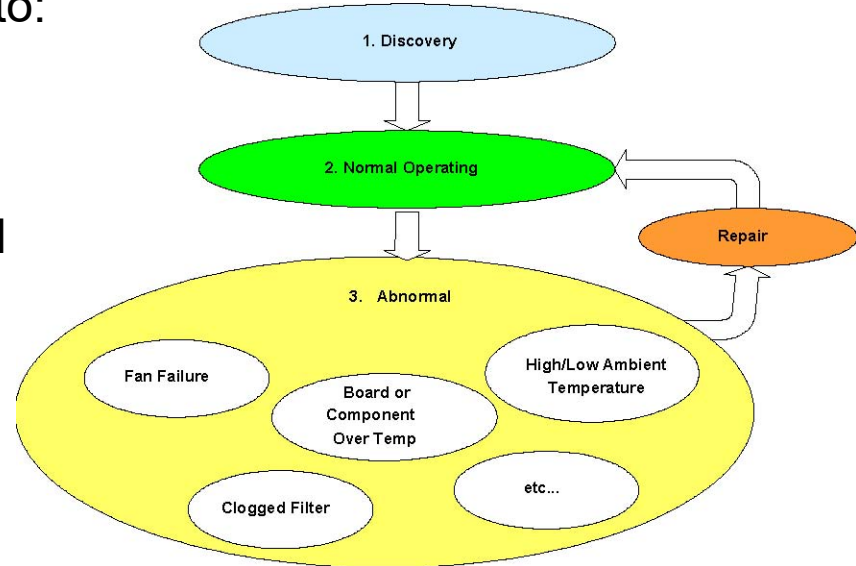 to:
1. Discovery
2. Normal Operating
Repair
3. Abnormal
Fan Failure
High/Low Ambient
Temperature
Board or
Component
Over Temp
Clogged Filter
etc...